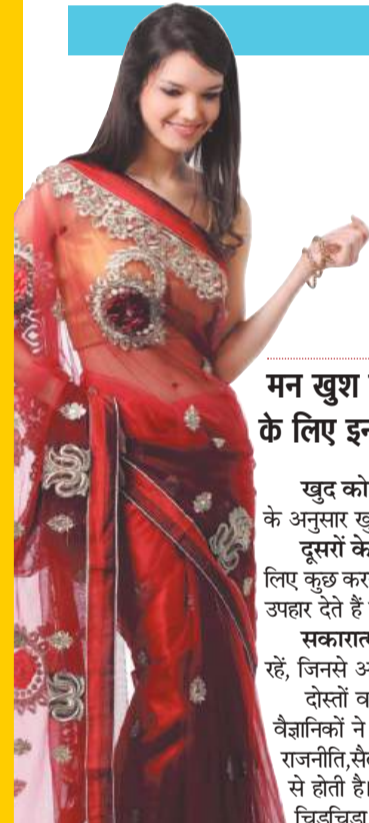 मन खुश
के लिए इन
खुद को
के अनुसार
दूसरों के
लिए कुछ कर
उपहार देते हैं
सकारात्म
रहें, जिनसे
दोस्तों
वैज्ञानिकों ने
राजनीति,सै
से होती है।
चिड़चिड़ा